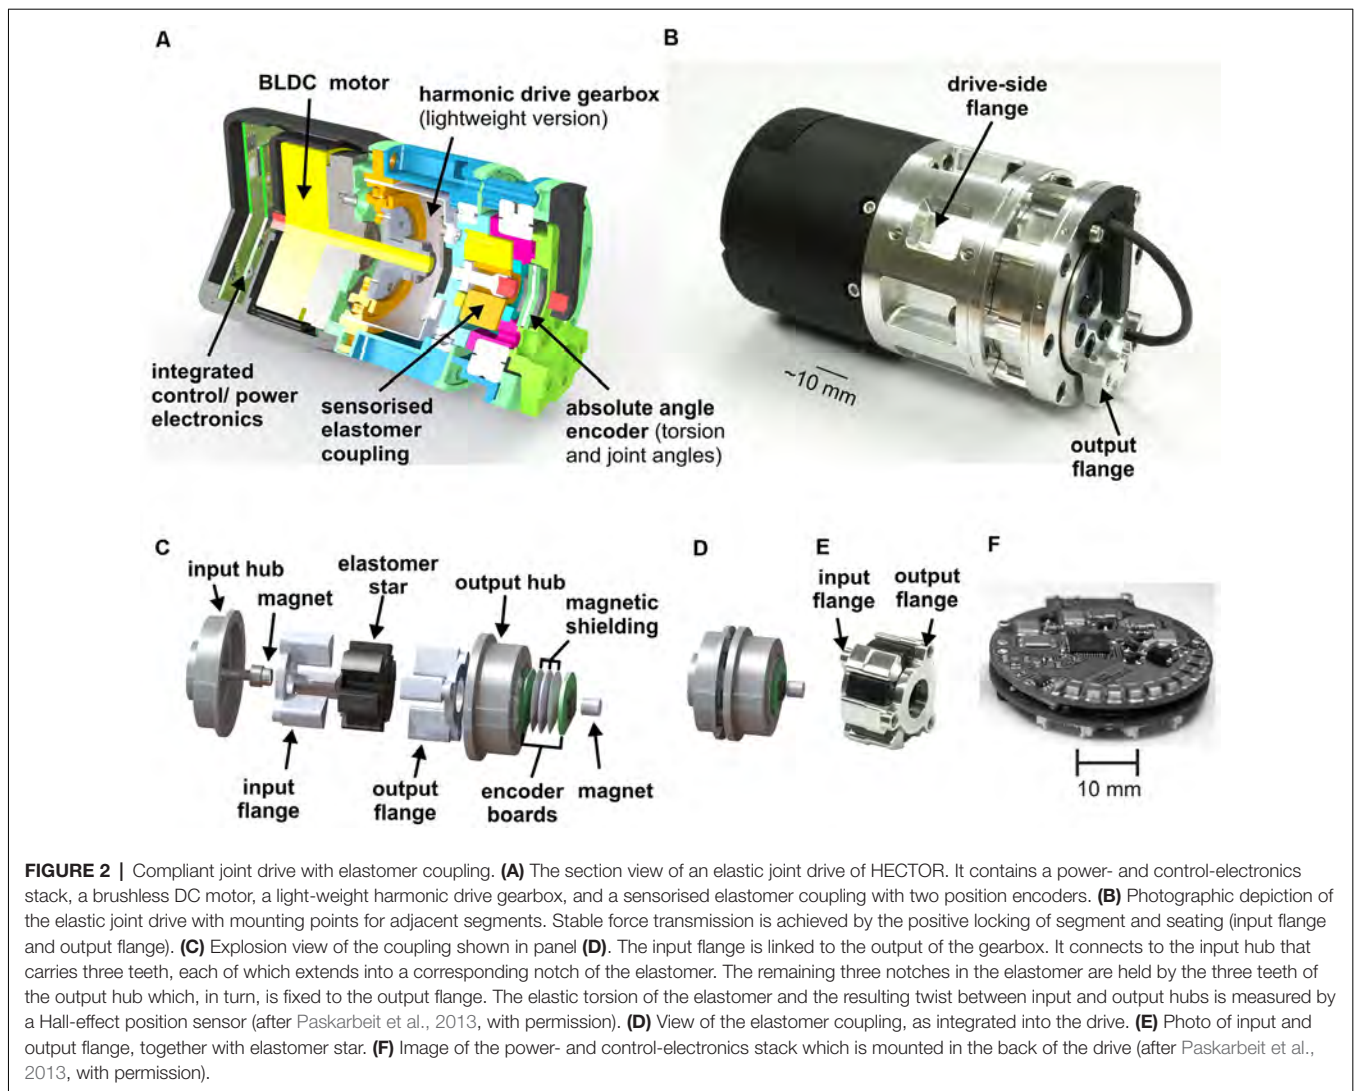 A
B
BLDC motor
harmonic drive gearbox
(lightweight version)
drive-side
flange
integrated
control/ power
electronics
sensorised
elastomer
coupling
absolute angle
encoder (torsion
and joint angles)
~10 mm
output
flange
C
input hub
magnet
elastomer
star
output hub
magnetic
shielding
input
flange
output
flange
encoder
boards
magnet
D
E
input
flange
output
flange
F
10 mm
FIGURE 2 | Compliant joint drive with elastomer coupling. (A) The section view of an elastic joint drive of HECTOR. It contains a power- and control-electronics
stack, a brushless DC motor, a light-weight harmonic drive gearbox, and a sensorised elastomer coupling with two position encoders. (B) Photographic depiction of
the elastic joint drive with mounting points for adjacent segments. Stable force transmission is achieved by the positive locking of segment and seating (input flange
and output flange). (C) Explosion view of the coupling shown in panel (D). The input flange is linked to the output of the gearbox. It connects to the input hub that
carries three teeth, each of which extends into a corresponding notch of the elastomer. The remaining three notches in the elastomer are held by the three teeth of
the output hub which, in turn, is fixed to the output flange. The elastic torsion of the elastomer and the resulting twist between input and output hubs is measured by
a Hall-effect position sensor (after Paskarbeit et al., 2013, with permission). (D) View of the elastomer coupling, as integrated into the drive. (E) Photo of input and
output flange, together with elastomer star. (F) Image of the power- and control-electronics stack which is mounted in the back of the drive (after Paskarbeit et al.,
2013, with permission).